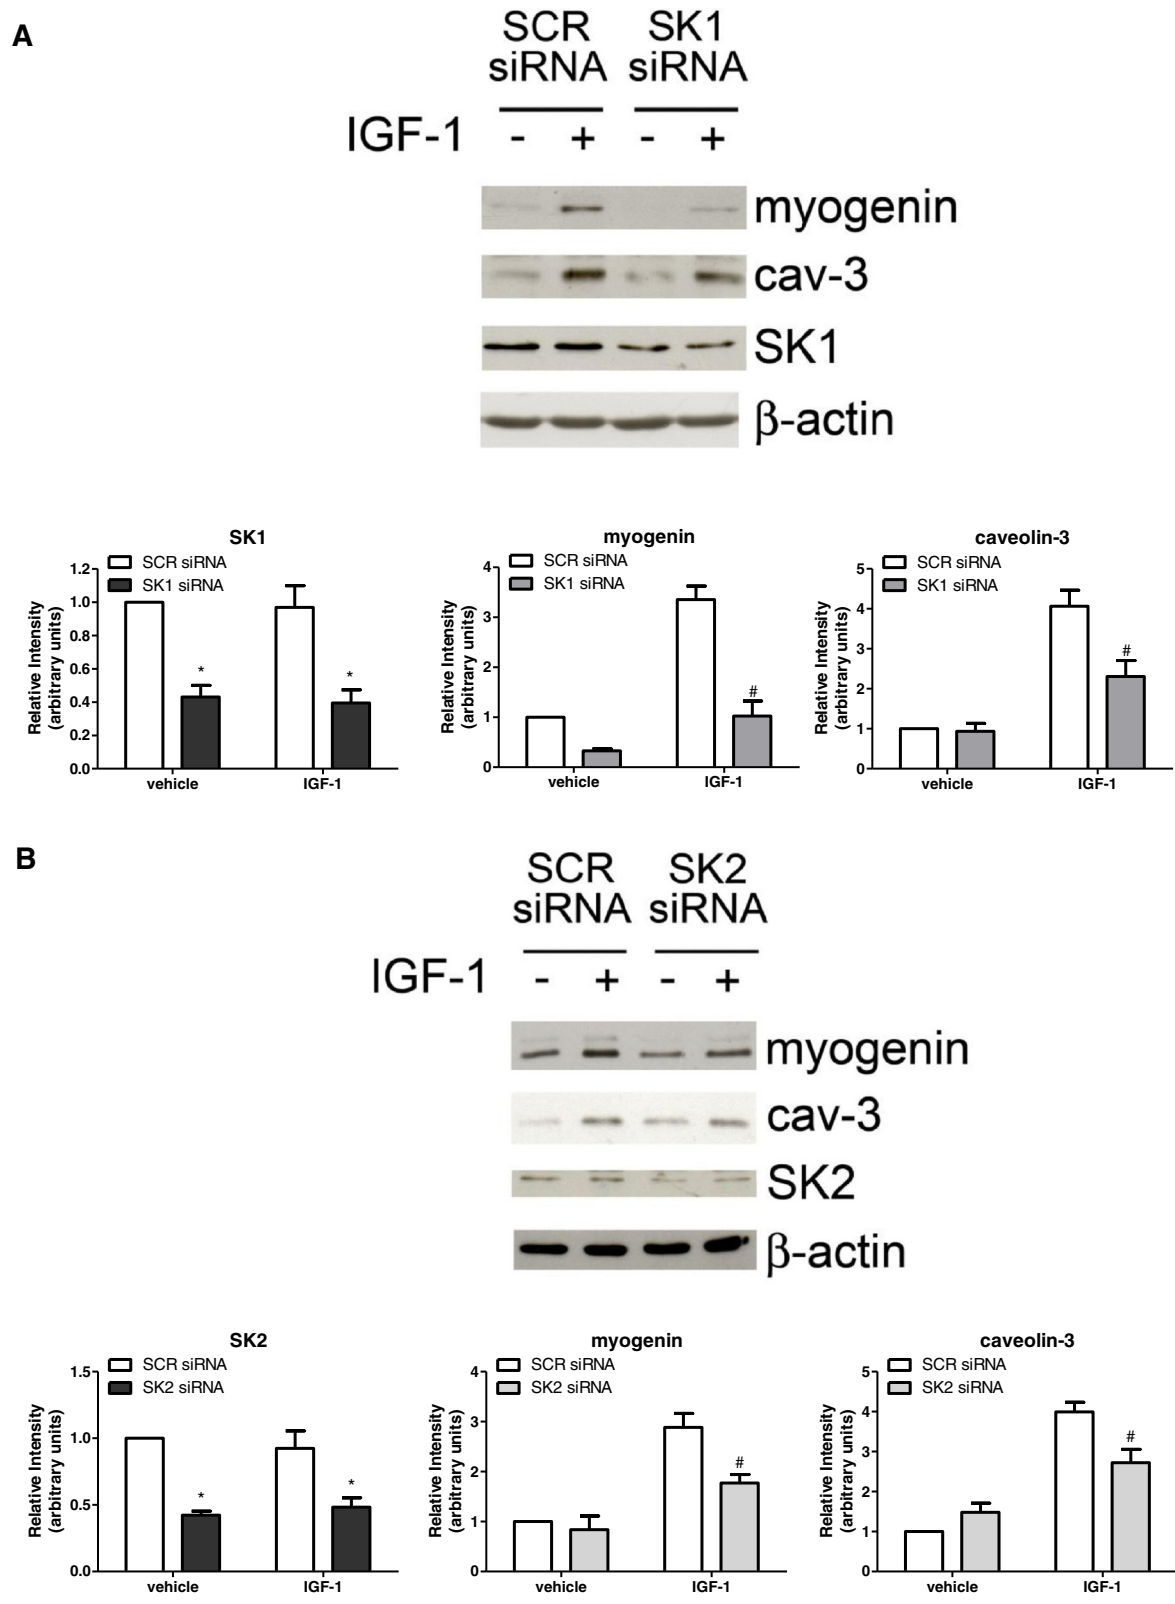 A
SCR siRNA SK1 siRNA
IGF-1 - + - +
myogenin
cav-3
SK1
β-actin
SK1
SCR siRNA
SK1 siRNA
Relative Intensity
(arbitrary units)
1.2
1.0
0.8
0.6
0.4
0.2
0.0
* *
vehicle IGF-1
myogenin
SCR siRNA
SK1 siRNA
Relative Intensity
(arbitrary units)
4
3
2
1
0
#
vehicle IGF-1
caveolin-3
SCR siRNA
SK1 siRNA
Relative Intensity
(arbitrary units)
5
4
3
2
1
0
#
vehicle IGF-1
B
SCR siRNA SK2 siRNA
IGF-1 - + - +
myogenin
cav-3
SK2
β-actin
SK2
SCR siRNA
SK2 siRNA
Relative Intensity
(arbitrary units)
1.5
1.0
0.5
0.0
* *
vehicle IGF-1
myogenin
SCR siRNA
SK2 siRNA
Relative Intensity
(arbitrary units)
4
3
2
1
0
#
vehicle IGF-1
caveolin-3
SCR siRNA
SK2 siRNA
Relative Intensity
(arbitrary units)
5
4
3
2
1
0
#
vehicle IGF-1